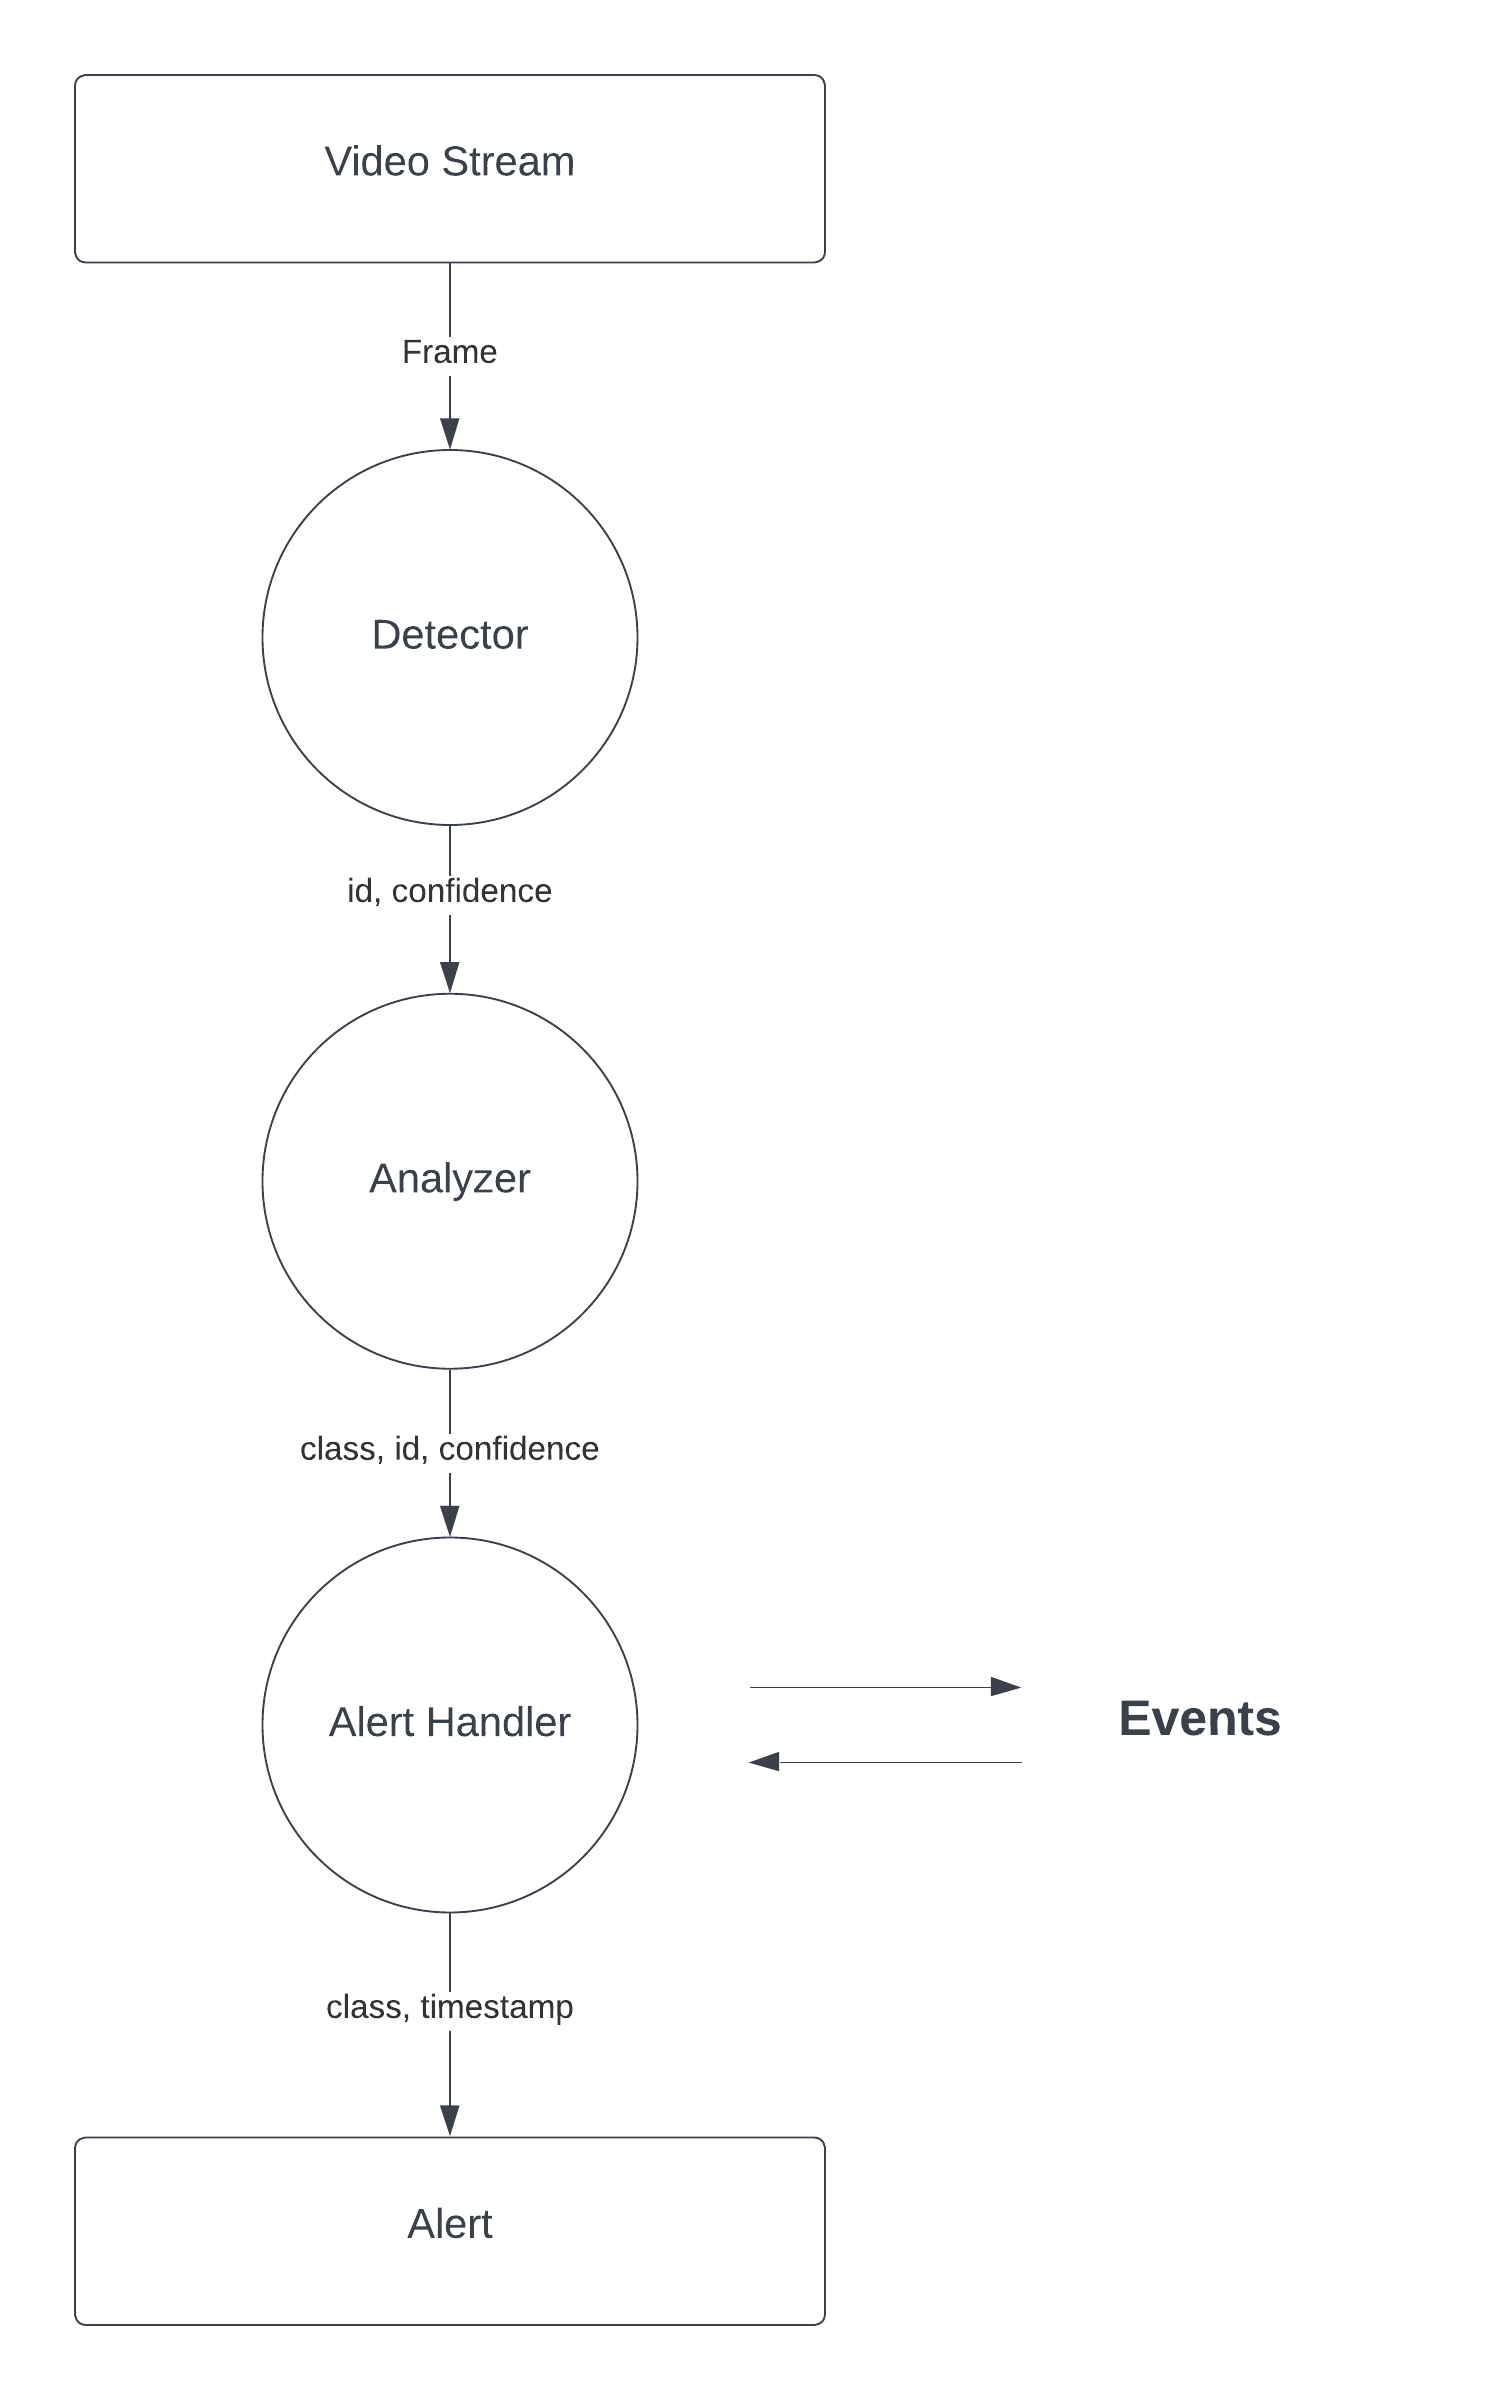 Video Stream
Frame
Detector
id, confidence
Analyzer
class, id, confidence
Alert Handler
Events
class, timestamp
Alert